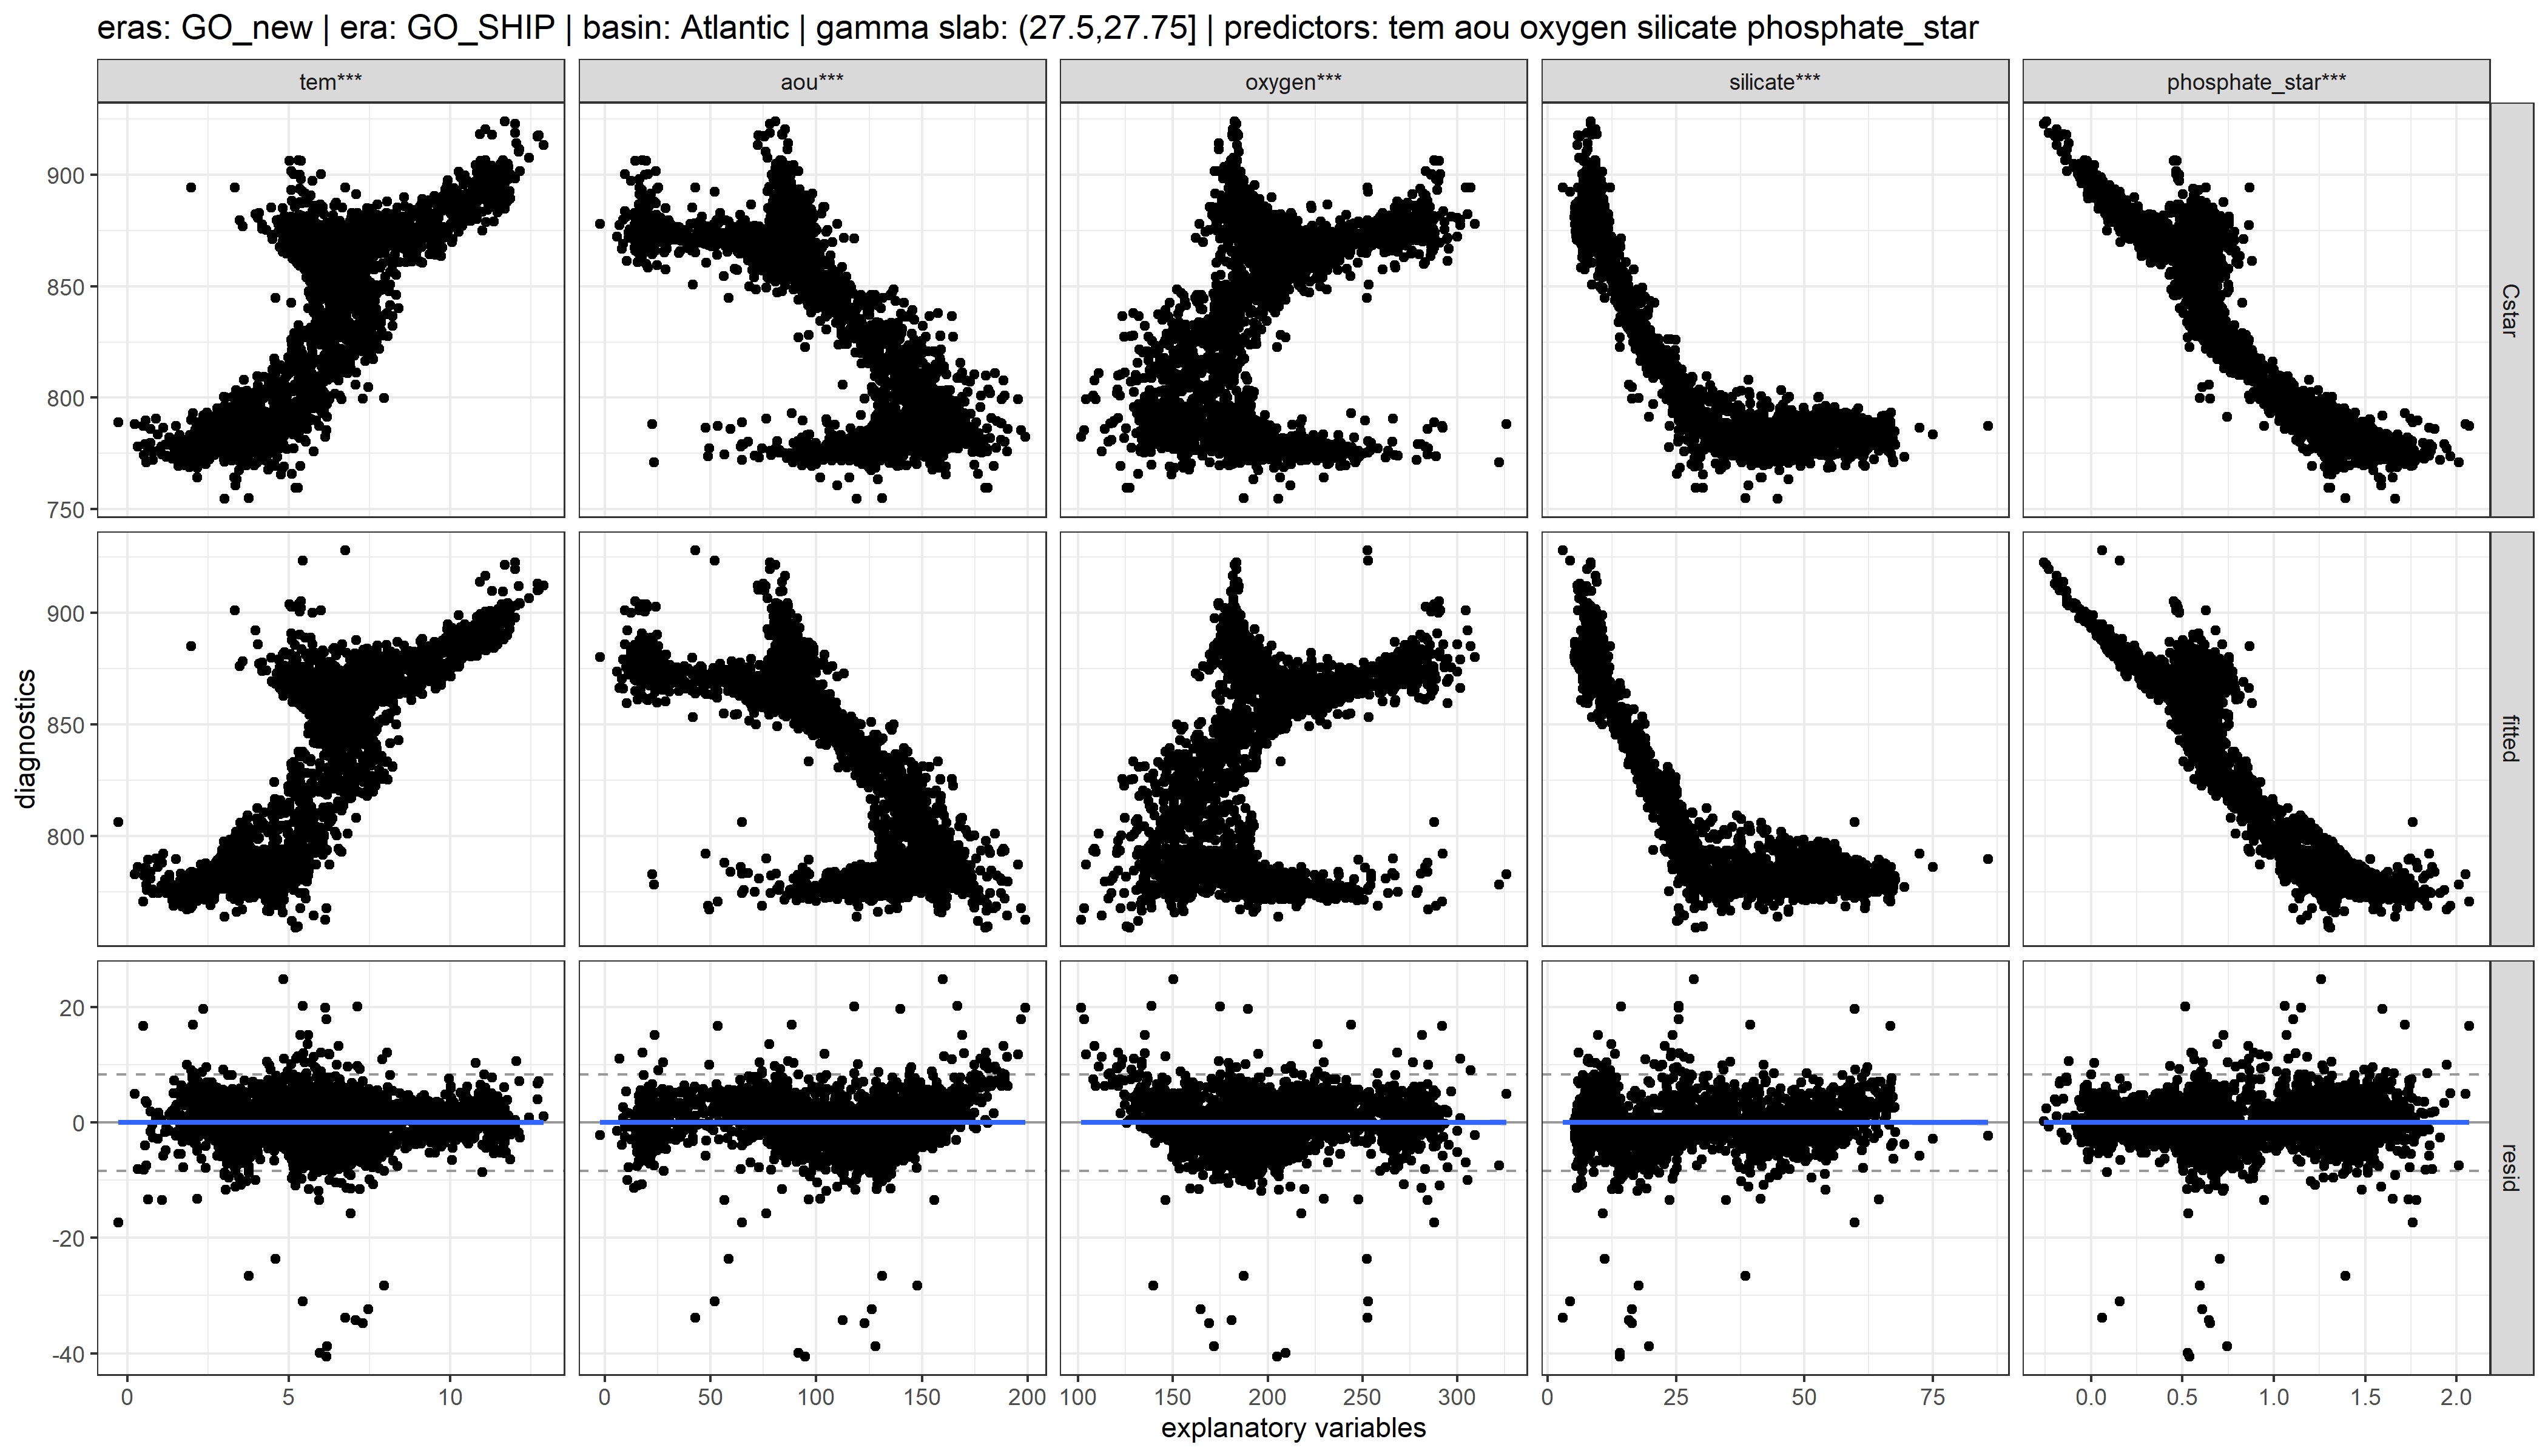 eras: GO_new | era: GO_SHIP | basin: Atlantic | gamma slab: (27.5,27.75] | predictors: tem aou oxygen silicate phosphate_star
tem*** aou*** oxygen*** silicate*** phosphate_star***
900
850
800
750
Cstar
900
850
800
fitted
diagnostics
20
0
-20
-40
resid
0 5 10 0 50 100 150 200 100 150 200 250 300 0 25 50 75 0.0 0.5 1.0 1.5 2.0
explanatory variables